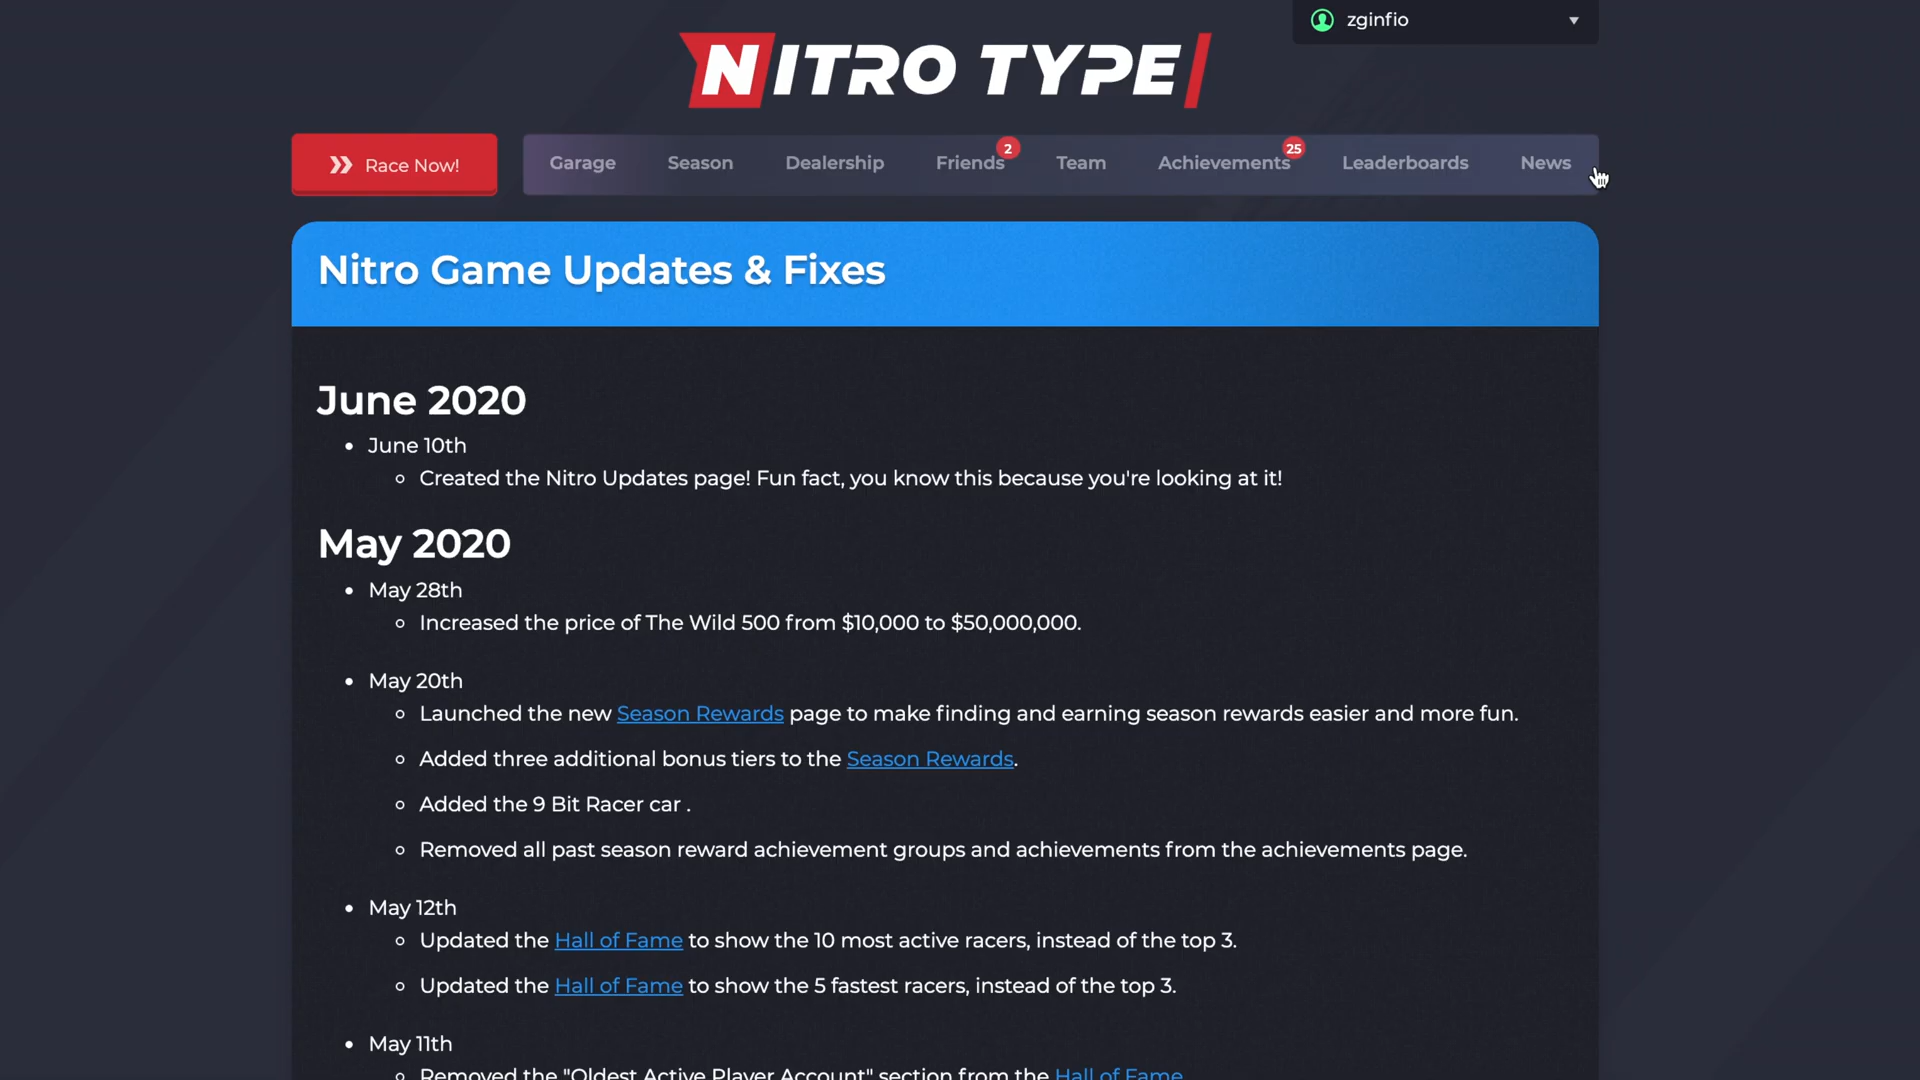 zginfio
NITRO TYPE
Race Now!
Garage
Season
Dealership
Friends
2
Team
Achievements
25
Leaderboards
News
Nitro Game Updates & Fixes
June 2020
June 10th
Created the Nitro Updates page! Fun fact, you know this because you're looking at it!
May 2020
May 28th
Increased the price of The Wild 500 from $10,000 to $50,000,000.
May 20th
Launched the new Season Rewards page to make finding and earning season rewards easier and more fun.
Added three additional bonus tiers to the Season Rewards.
Added the 9 Bit Racer car .
Removed all past season reward achievement groups and achievements from the achievements page.
May 12th
Updated the Hall of Fame to show the 10 most active racers, instead of the top 3.
Updated the Hall of Fame to show the 5 fastest racers, instead of the top 3.
May 11th
Removed the "Oldest Active Player Account" section from the Hall of Fame